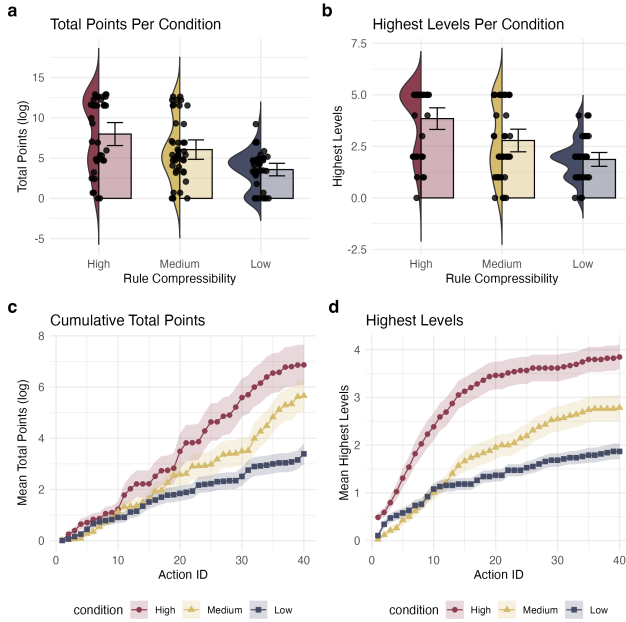 a
Total Points Per Condition
Total Points (log)
15
10
5
0
-5
High Medium Low
Rule Compressibility
b
Highest Levels Per Condition
Highest Levels
7.5
5.0
2.5
0.0
-2.5
High Medium Low
Rule Compressibility
c
Cumulative Total Points
Mean Total Points (log)
8
6
4
2
0
0 10 20 30 40
Action ID
condition High Medium Low
d
Highest Levels
Mean Highest Levels
4
3
2
1
0
0 10 20 30 40
Action ID
condition High Medium Low